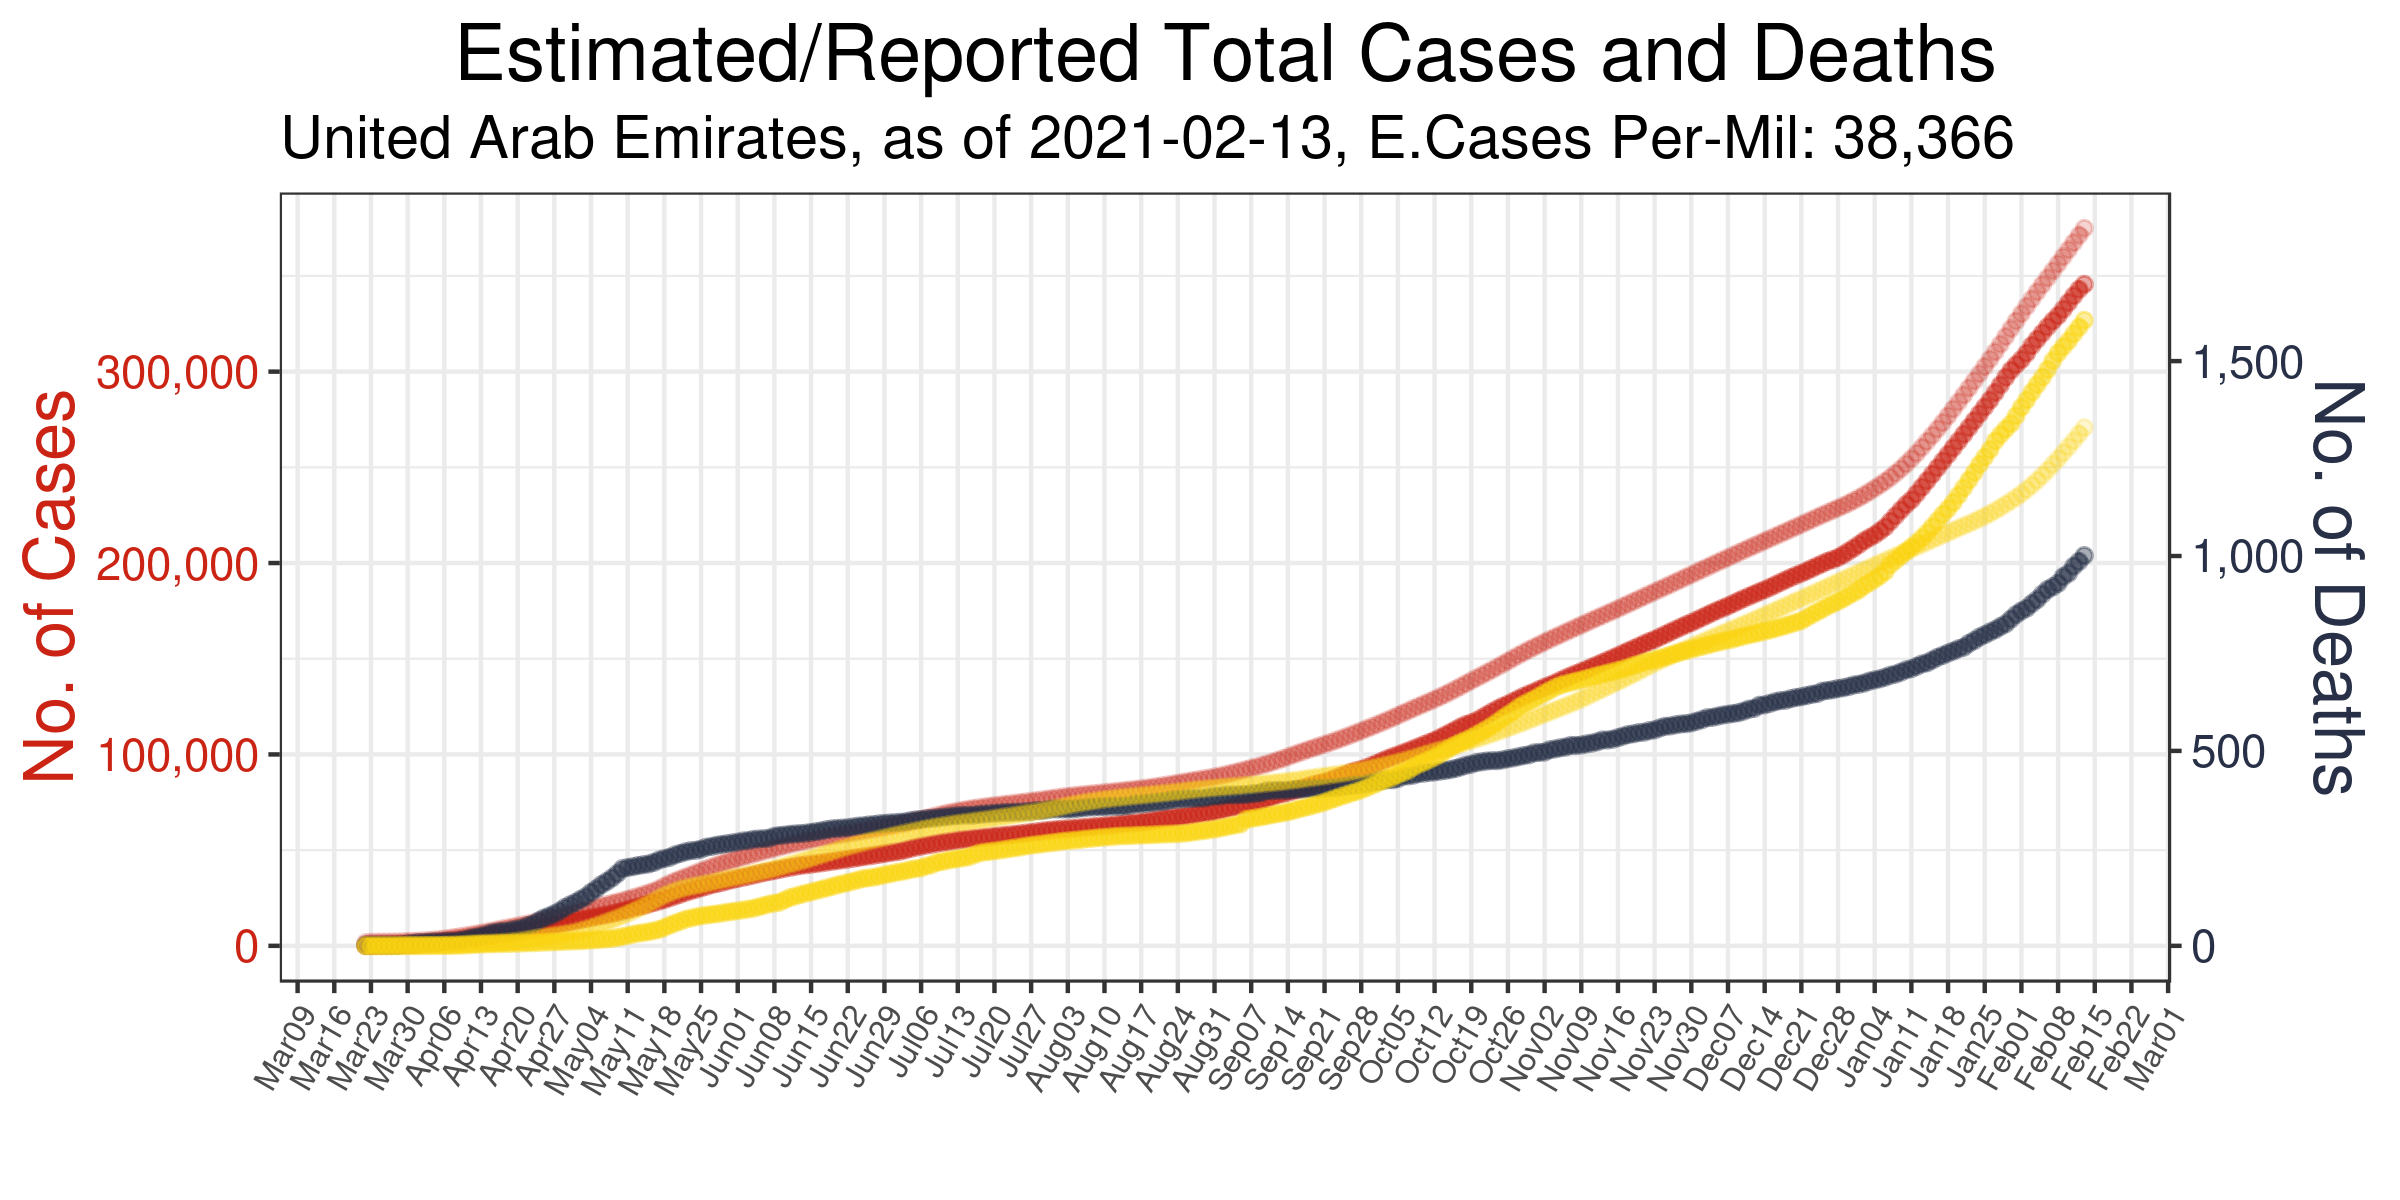 Estimated/Reported Total Cases and Deaths
United Arab Emirates, as of 2021-02-13, E.Cases Per-Mil: 38,366
No. of Cases
300,000
200,000
100,000
0
1,500
1,000
500
0
No. of Deaths
Mar09
Mar16
Mar23
Mar30
Apr06
Apr13
Apr20
Apr27
May04
May11
May18
May25
Jun01
Jun08
Jun15
Jun22
Jun29
Jul06
Jul13
Jul20
Jul27
Aug03
Aug10
Aug17
Aug24
Aug31
Sep07
Sep14
Sep21
Sep28
Oct05
Oct12
Oct19
Oct26
Nov02
Nov09
Nov16
Nov23
Nov30
Dec07
Dec14
Dec21
Dec28
Jan04
Jan11
Jan18
Jan25
Feb01
Feb08
Feb15
Feb22
Mar01